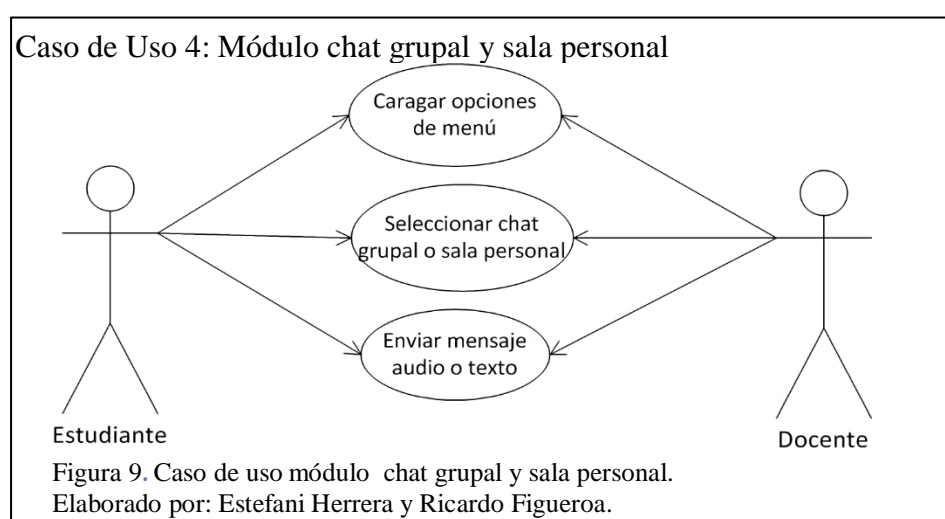 Caso de Uso 4: Módulo chat grupal y sala personal
Caragar opciones
de menú
Seleccionar chat
grupal o sala personal
Enviar mensaje
audio o texto
Estudiante
Docente
Figura 9. Caso de uso módulo chat grupal y sala personal.
Elaborado por: Estefani Herrera y Ricardo Figueroa.